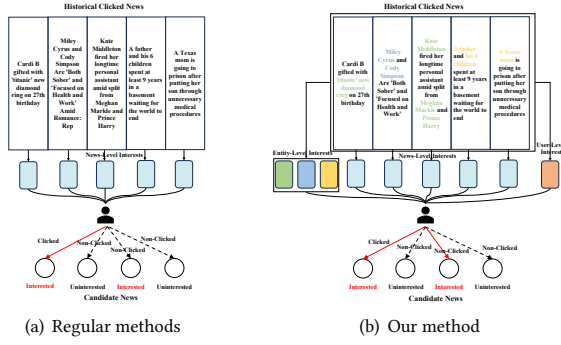 Historical Clicked News
Cardi B
gifted with
'titanic' new
diamond
ring on 27th
birthday
Miley
Cyrus and
Cody
Simpson
Are 'Both
Sober' and
'Focused on
Health and
Work'
Amid
Romance:
Rep
Kate
Middleton
fired her
longtime
personal
assistant
amid split
from
Meghan
Markle and
Prince
Harry
A father
and his 6
children
spent at
least 9 years
in a
basement
waiting for
the world to
end
A Texas
mom is
going to
prison after
putting her
son through
unnecessary
medical
procedures
News-Level Interests
Clicked
Non-Clicked
Non-Clicked
Non-Clicked
Interested
Uninterested
Interested
Uninterested
Candidate News
(a) Regular methods
Historical Clicked News
Cardi B
gifted with
'titanic' new
diamond
ring on 27th
birthday
Miley
Cyrus and
Cody
Simpson
Are 'Both
Sober' and
'Focused on
Health and
Work'
Kate
Middleton
fired her
longtime
personal
assistant
amid split
from
Meghan
Markle and
Prince
Harry
A father
and his 6
children
spent at
least 9 years
in a
basement
waiting for
the world to
end
A Texas
mom is
going to
prison after
putting her
son through
unnecessary
medical
procedures
Entity-Level Interests
News-Level Interests
User-Level
Interests
Clicked
Non-Clicked
Non-Clicked
Non-Clicked
Interested
Uninterested
Interested
Uninterested
Candidate News
(b) Our method